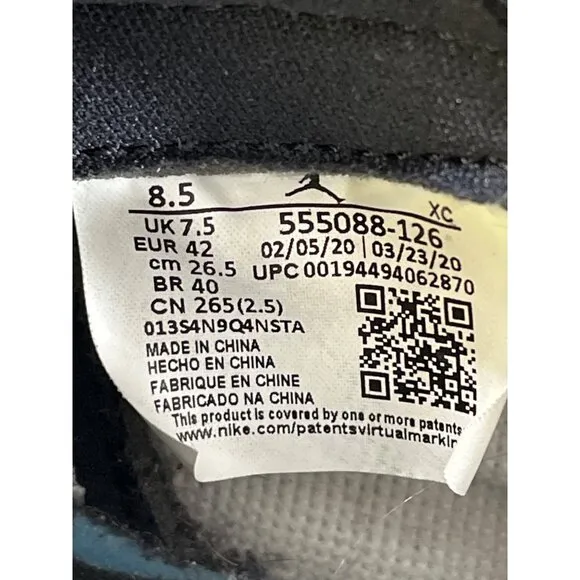 8.5 XC
UK 7.5 555088-126
EUR 42 02/05/20 | 03/23/20
cm 26.5 UPC 00194494062870
BR 40
CN 265(2.5)
013S4N9Q4NSTA
MADE IN CHINA
HECHO EN CHINA
FABRIQUE EN CHINE
FABRICADO NA CHINA
This product is covered by one or more patents
www.nike.com/patentsvirtualmarkin